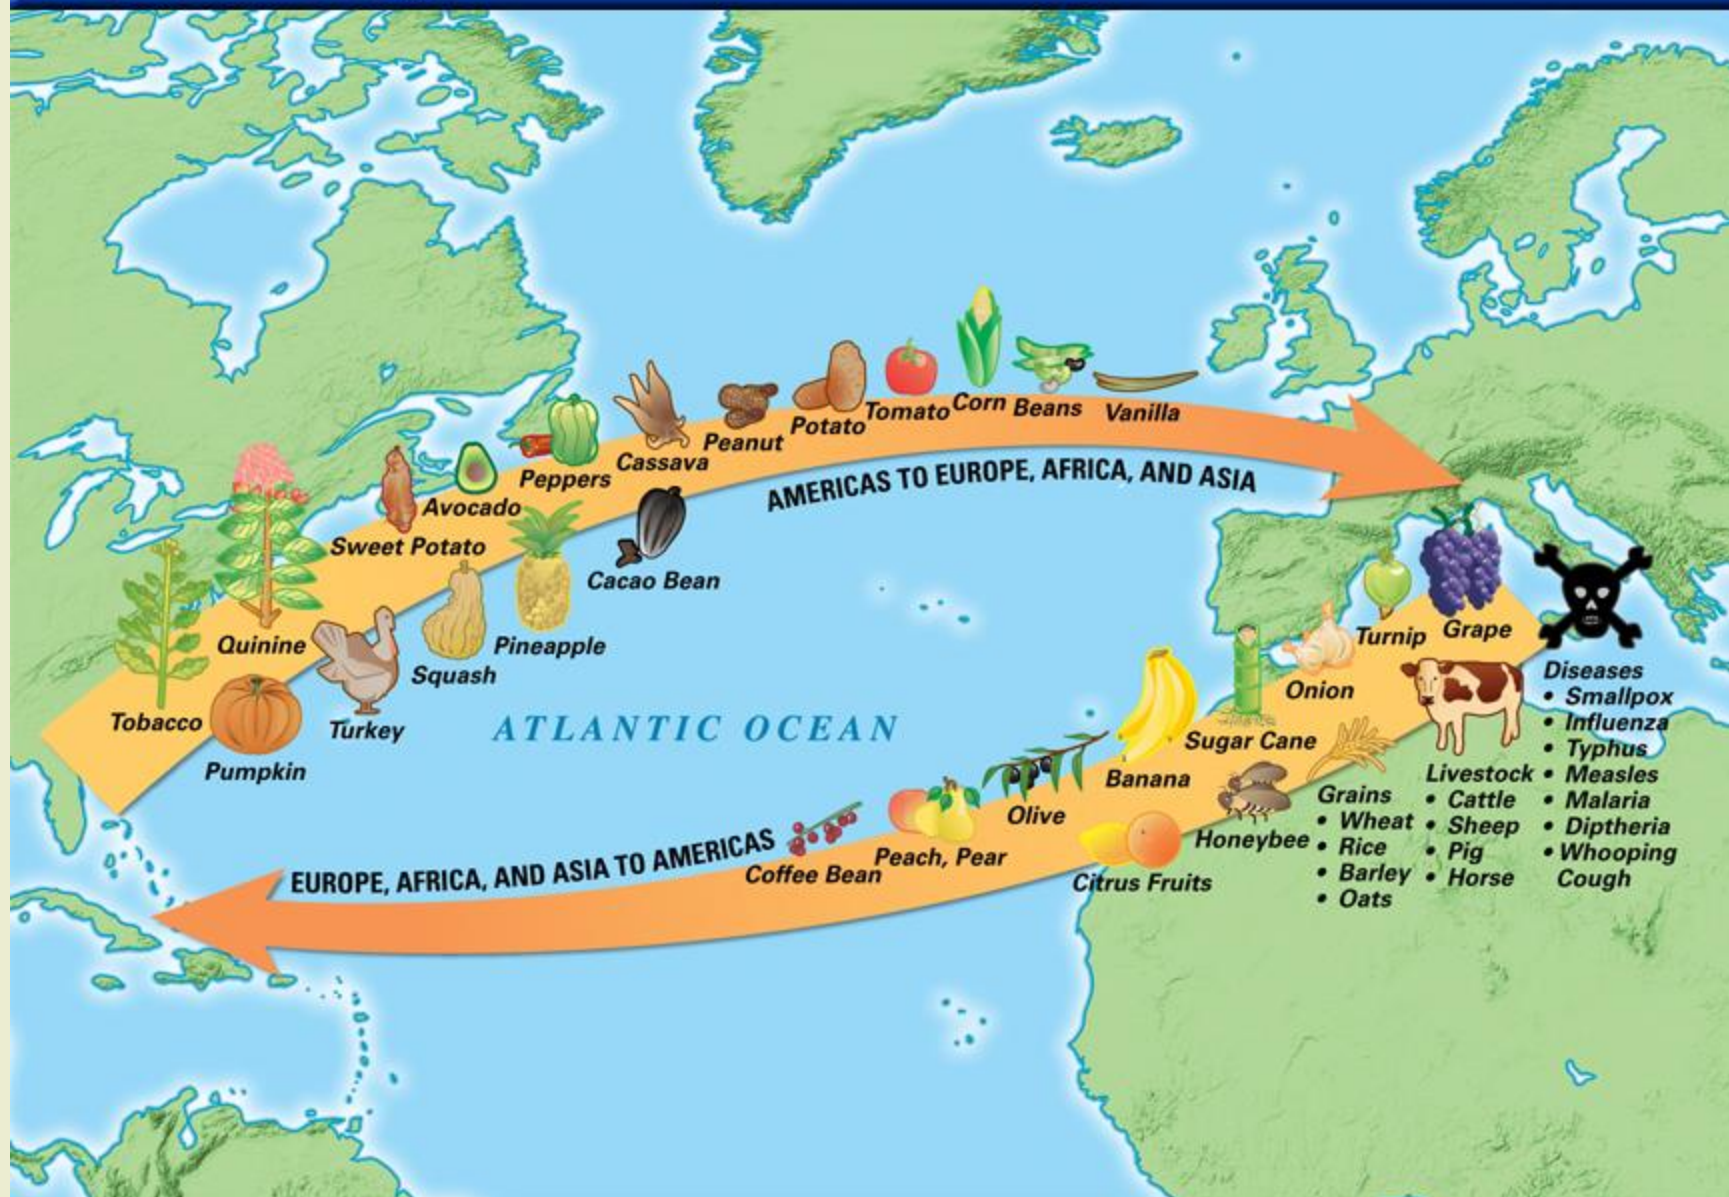 Corn
Beans
Vanilla
Tomato
Potato
Peanut
Cassava
Peppers
Avocado
Sweet Potato
AMERICAS TO EUROPE, AFRICA, AND ASIA
Cacao Bean
Quinine
Pineapple
Squash
Tobacco
Turkey
Pumpkin
ATLANTIC OCEAN
Grape
Turnip
Onion
Sugar Cane
Banana
Olive
Honeybee
Peach, Pear
Coffee Bean
Citrus Fruits
EUROPE, AFRICA, AND ASIA TO AMERICAS
Grains
• Wheat
• Rice
• Barley
• Oats
Livestock
• Cattle
• Sheep
• Pig
• Horse
Diseases
• Smallpox
• Influenza
• Typhus
• Measles
• Malaria
• Diptheria
• Whooping
Cough